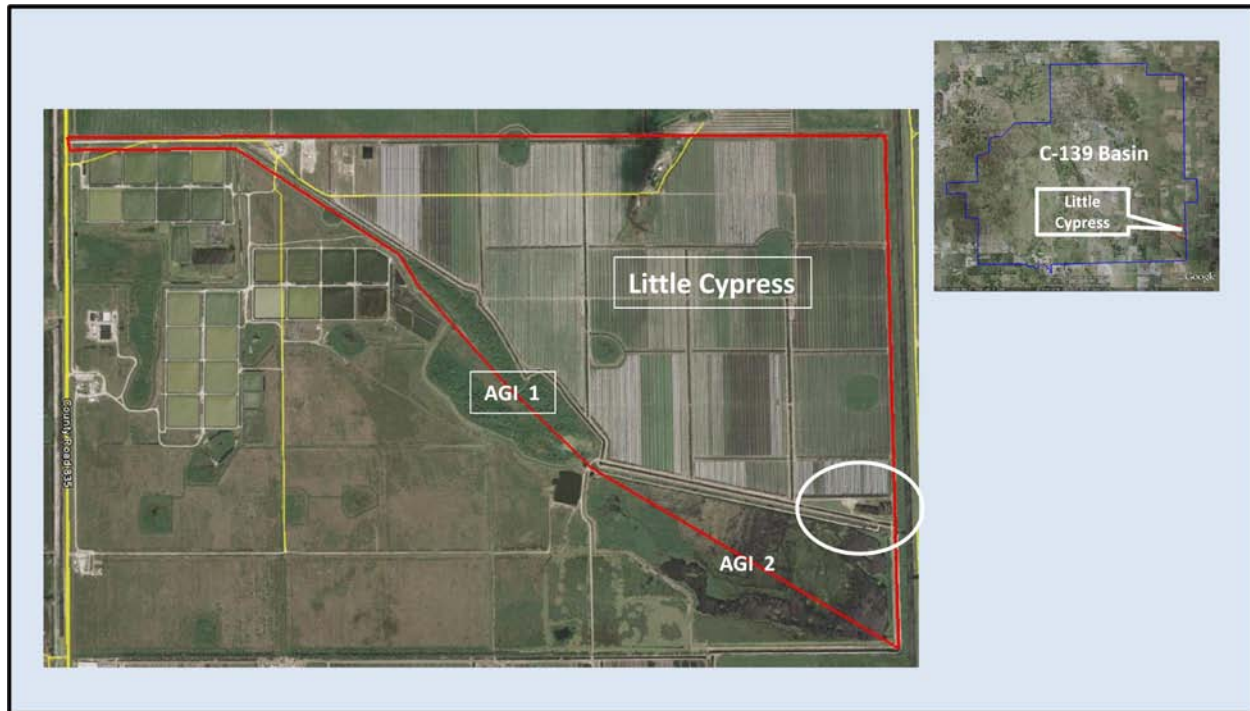 C-139 Basin
Little
Cypress
Google
Little Cypress
AGI 1
County Road 835
AGI 2